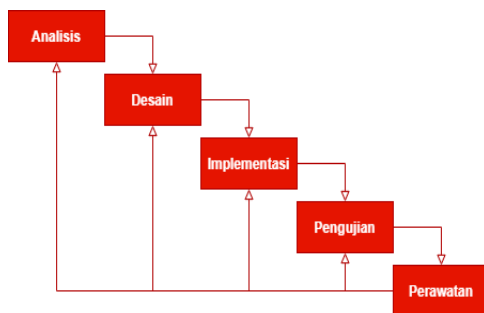 Analisis
Desain
Implementasi
Pengujian
Perawatan